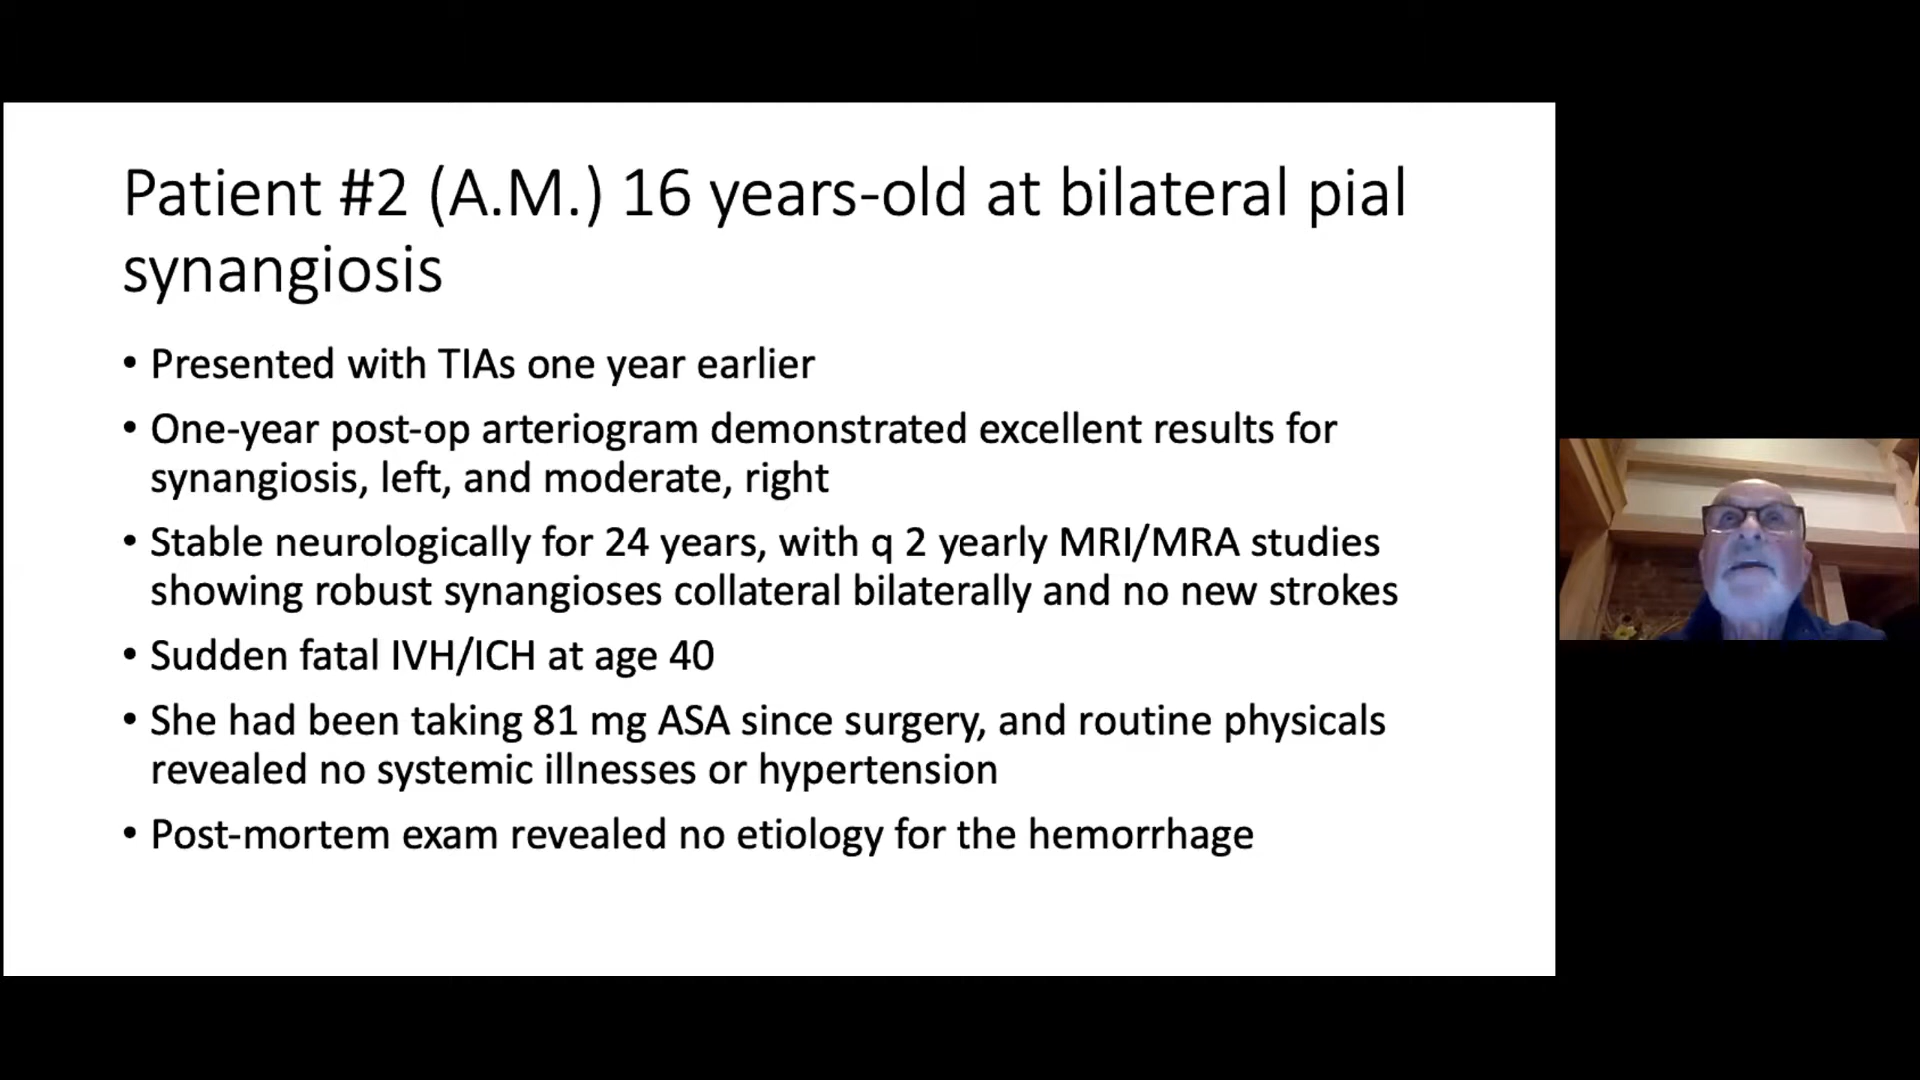 Patient #2 (A.M.) 16 years-old at bilateral pial
synangiosis
• Presented with TIAs one year earlier
• One-year post-op arteriogram demonstrated excellent results for
synangiosis, left, and moderate, right
• Stable neurologically for 24 years, with q 2 yearly MRI/MRA studies
showing robust synangioses collateral bilaterally and no new strokes
• Sudden fatal IVH/ICH at age 40
• She had been taking 81 mg ASA since surgery, and routine physicals
revealed no systemic illnesses or hypertension
• Post-mortem exam revealed no etiology for the hemorrhage